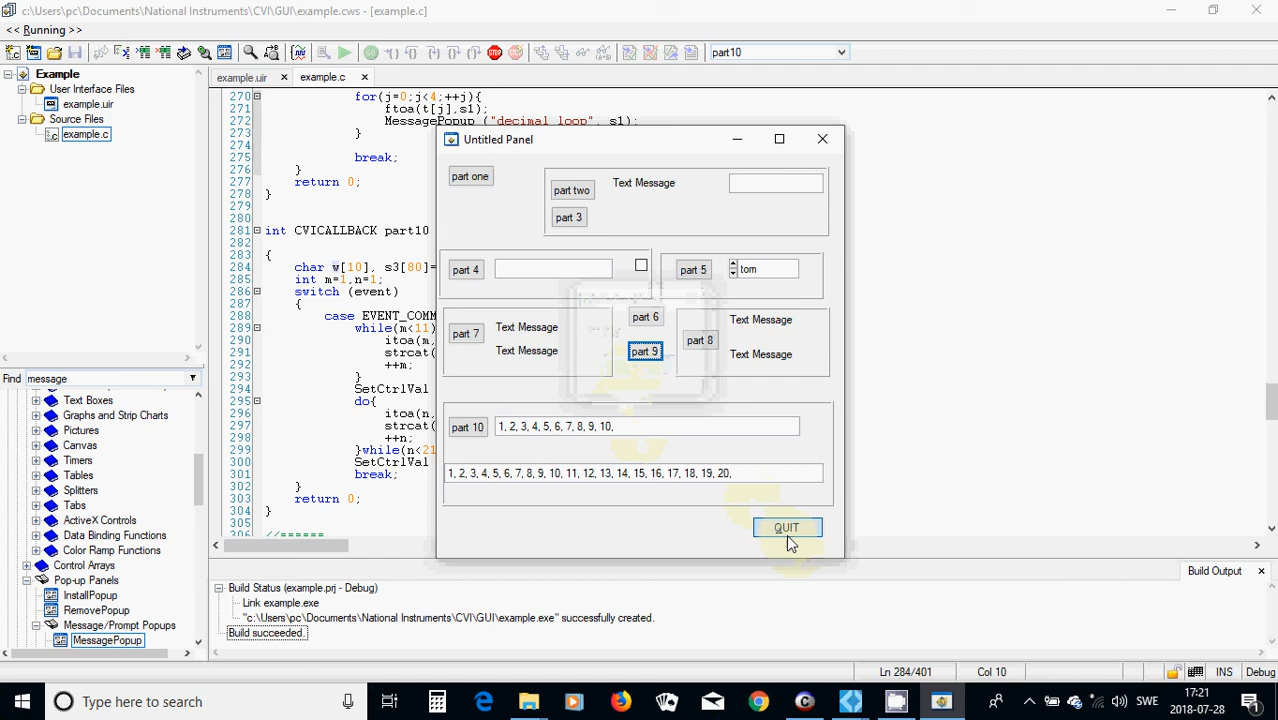 c:\Users\pc\Documents\National Instruments\CVI\GUI\example.cws - [example.c]
<< Running >>
part10
Example
User Interface Files
example.uir
Source Files
example.c
example.uir
example.c
270 for(j=0;j<4;++j){
271 ftoa(t[j],s1);
272 MessagePopup ("decimal loop", s1);
273 }
274
275 break;
276 }
277 return 0;
278 }
279
280
281 int CVICALLBACK part10
282
283 {
284 char w[10], s3[80]=
285 int m=1,n=1;
286 switch (event)
287 {
288 case EVENT_COMM
289 while(m<11)
290 itoa(m,
291 strcat(
292 ++m;
293 }
294 SetCtrlVal
295 do{
296 itoa(n,
297 strcat(
298 ++n;
299 }while(n<21
300 SetCtrlVal
301 break;
302 }
303 return 0;
304 }
305
306 //======
Find message
Text Boxes
Graphs and Strip Charts
Pictures
Canvas
Timers
Tables
Splitters
Tabs
ActiveX Controls
Data Binding Functions
Color Ramp Functions
Control Arrays
Pop-up Panels
InstallPopup
RemovePopup
Message/Prompt Popups
MessagePopup
Untitled Panel
part one
part two
Text Message
part 3
part 4
part 5
tom
part 6
part 7
Text Message
Text Message
part 9
part 8
Text Message
Text Message
part 10
1, 2, 3, 4, 5, 6, 7, 8, 9, 10,
1, 2, 3, 4, 5, 6, 7, 8, 9, 10, 11, 12, 13, 14, 15, 16, 17, 18, 19, 20,
QUIT
Build Output
Build Status (example.prj - Debug)
Link example.exe
"c:\Users\pc\Documents\National Instruments\CVI\GUI\example.exe" successfully created.
Build succeeded.
Ln 284/401
Col 10
INS
Debug
Type here to search
SWE
17:21
2018-07-28
1